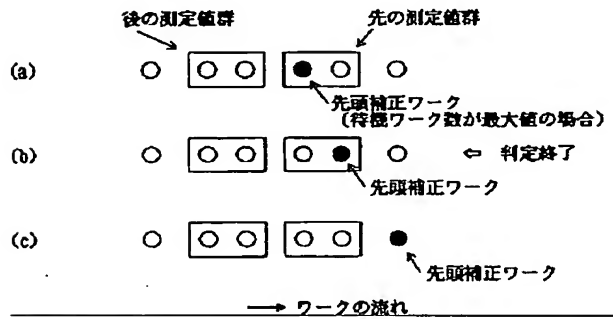 後の測定値群 先の測定値群
(a)
先頭補正ワーク
(待機ワーク数が最大値の場合)
(b) ⇐ 判定終了
先頭補正ワーク
(c)
先頭補正ワーク
→ ワークの流れ